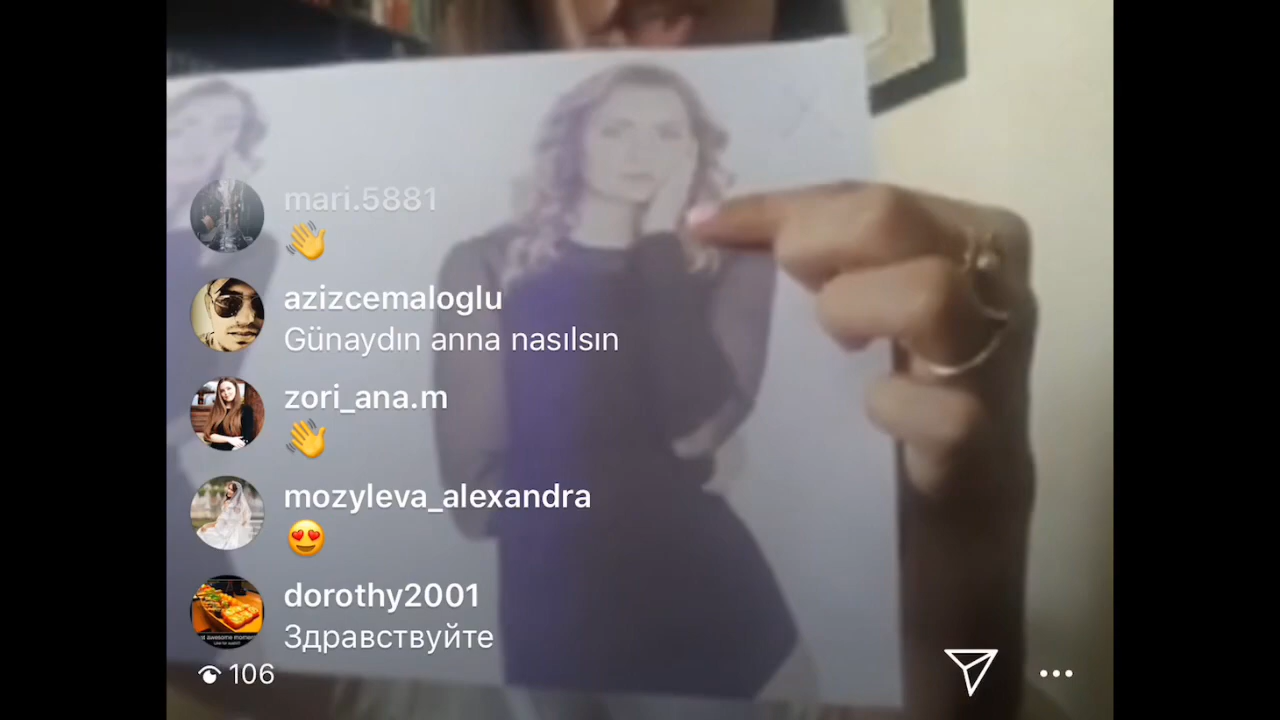 mari.5881
👋
azizcemaloglu
Günaydın anna nasılsın
zori_ana.m
👋
mozyleva_alexandra
😍
dorothy2001
Здравствуйте
106